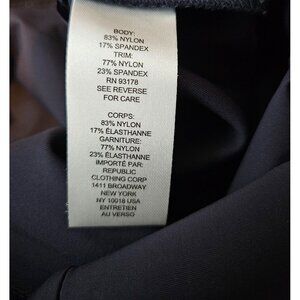 BODY:
83% NYLON
17% SPANDEX
TRIM:
77% NYLON
23% SPANDEX
RN 93178
SEE REVERSE
FOR CARE
CORPS:
83% NYLON
17% ÉLASTHANNE
GARNITURE:
77% NYLON
23% ÉLASTHANNE
IMPORTÉ PAR:
REPUBLIC
CLOTHING CORP
1411 BROADWAY
NEW YORK
NY 10018 USA
ENTRETIEN
AU VERSO